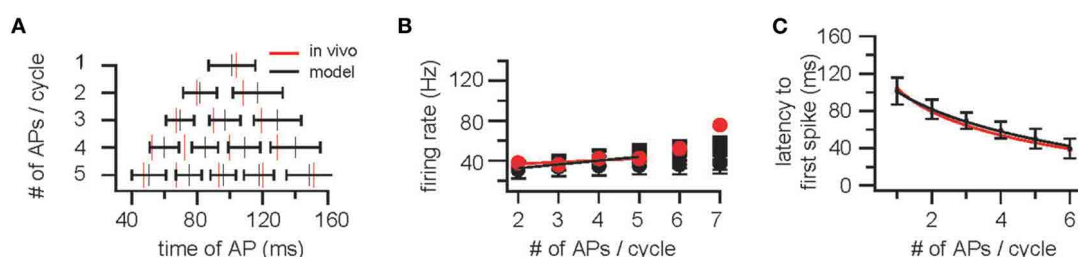 A
# of APs / cycle
1
2
3
4
5
in vivo
model
40 80 120 160
time of AP (ms)
B
firing rate (Hz)
120
80
40
2 3 4 5 6 7
# of APs / cycle
C
latency to
first spike (ms)
160
120
80
40
0
2 4 6
# of APs / cycle